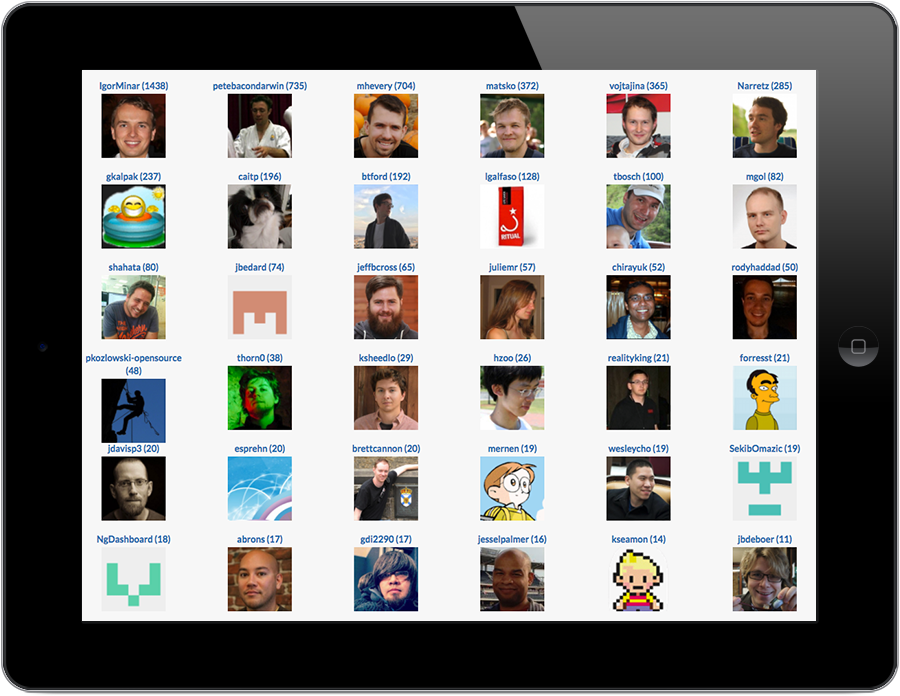 IgorMinar (1438)
petebacondarwin (735)
mhevery (704)
matsko (372)
vojtajina (365)
Narretz (285)
gkalpak (237)
caitp (196)
btford (192)
lgalfaso (128)
tbosch (100)
mgol (82)
RITUAL
shahata (80)
jbedard (74)
jeffbcross (65)
juliemr (57)
chirayuk (52)
rodyhaddad (50)
pkozlowski-opensource
(48)
thorn0 (38)
ksheedlo (29)
hzoo (26)
realityking (21)
forresst (21)
jdavisp3 (20)
esprehn (20)
brettcannon (20)
mernen (19)
wesleycho (19)
SekibOmazic (19)
NgDashboard (18)
abrons (17)
gdi2290 (17)
jesselpalmer (16)
kseamon (14)
jbdeboer (11)